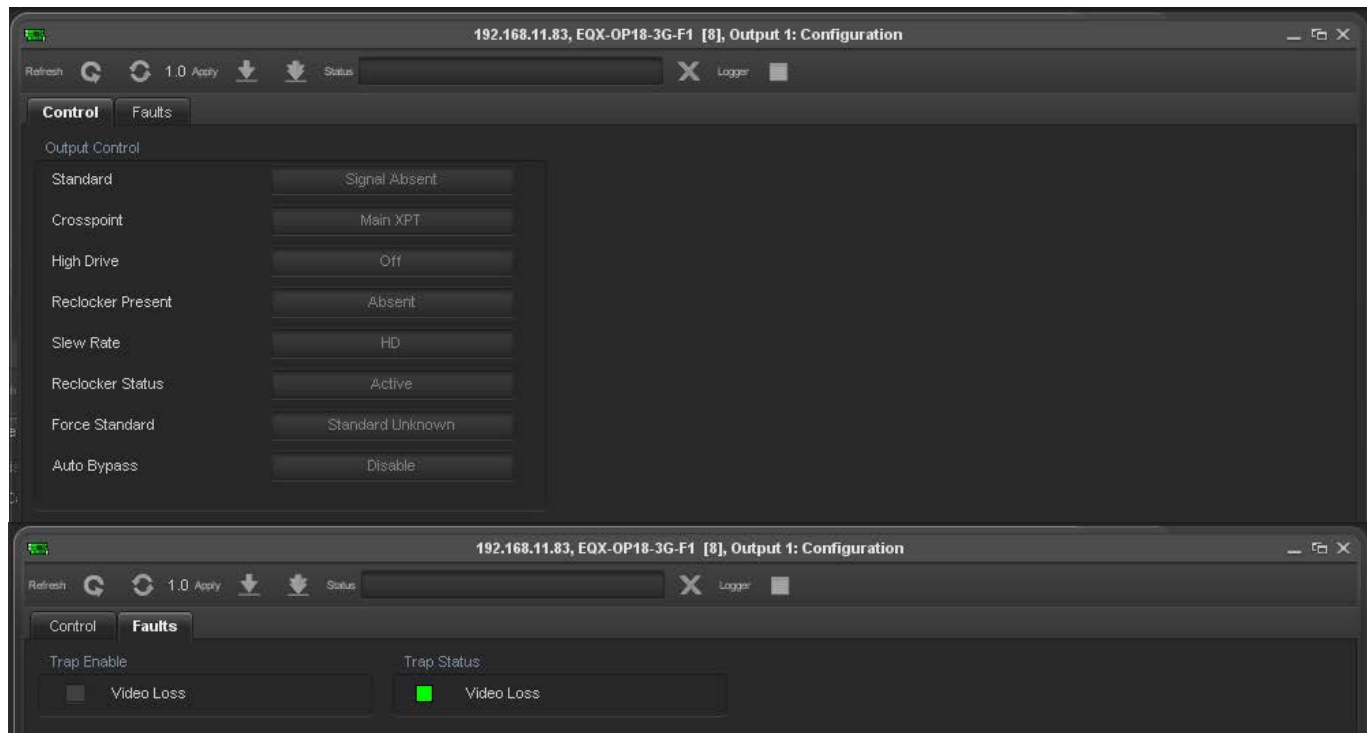 192.168.11.83, EQX-OP18-3G-F1 [8], Output 1: Configuration
Refresh 1.0 Apply Status Logger
Control Faults
Output Control
Standard Signal Absent
Crosspoint Main XPT
High Drive Off
Reclocker Present Absent
Slew Rate HD
Reclocker Status Active
Force Standard Standard Unknown
Auto Bypass Disable
192.168.11.83, EQX-OP18-3G-F1 [8], Output 1: Configuration
Refresh 1.0 Apply Status Logger
Control Faults
Trap Enable Trap Status
Video Loss Video Loss